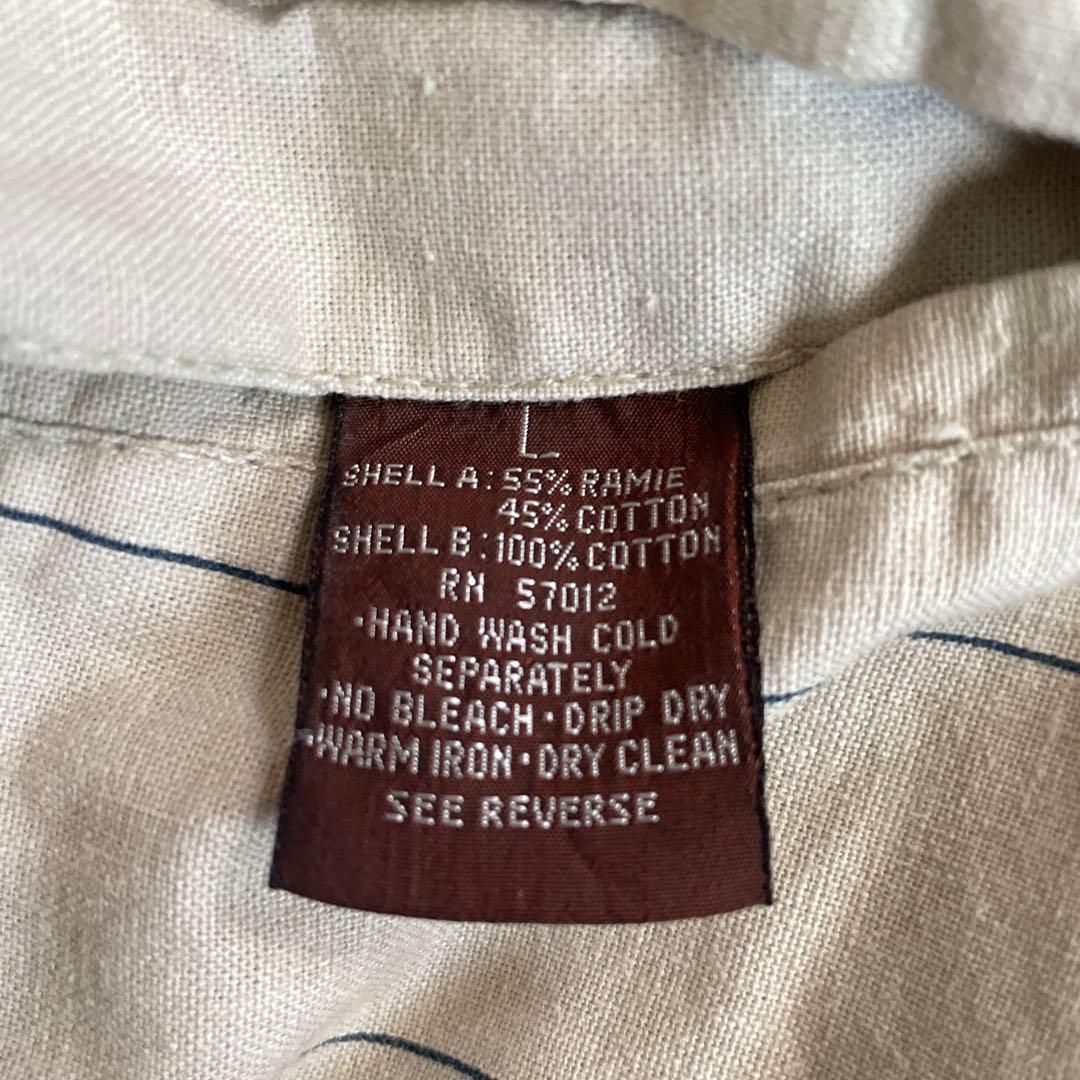 L
SHELL A: 55% RAMIE
45% COTTON
SHELL B: 100% COTTON
RN 57012
·HAND WASH COLD
SEPARATELY
·NO BLEACH·DRIP DRY
·WARM IRON·DRY CLEAN
SEE REVERSE